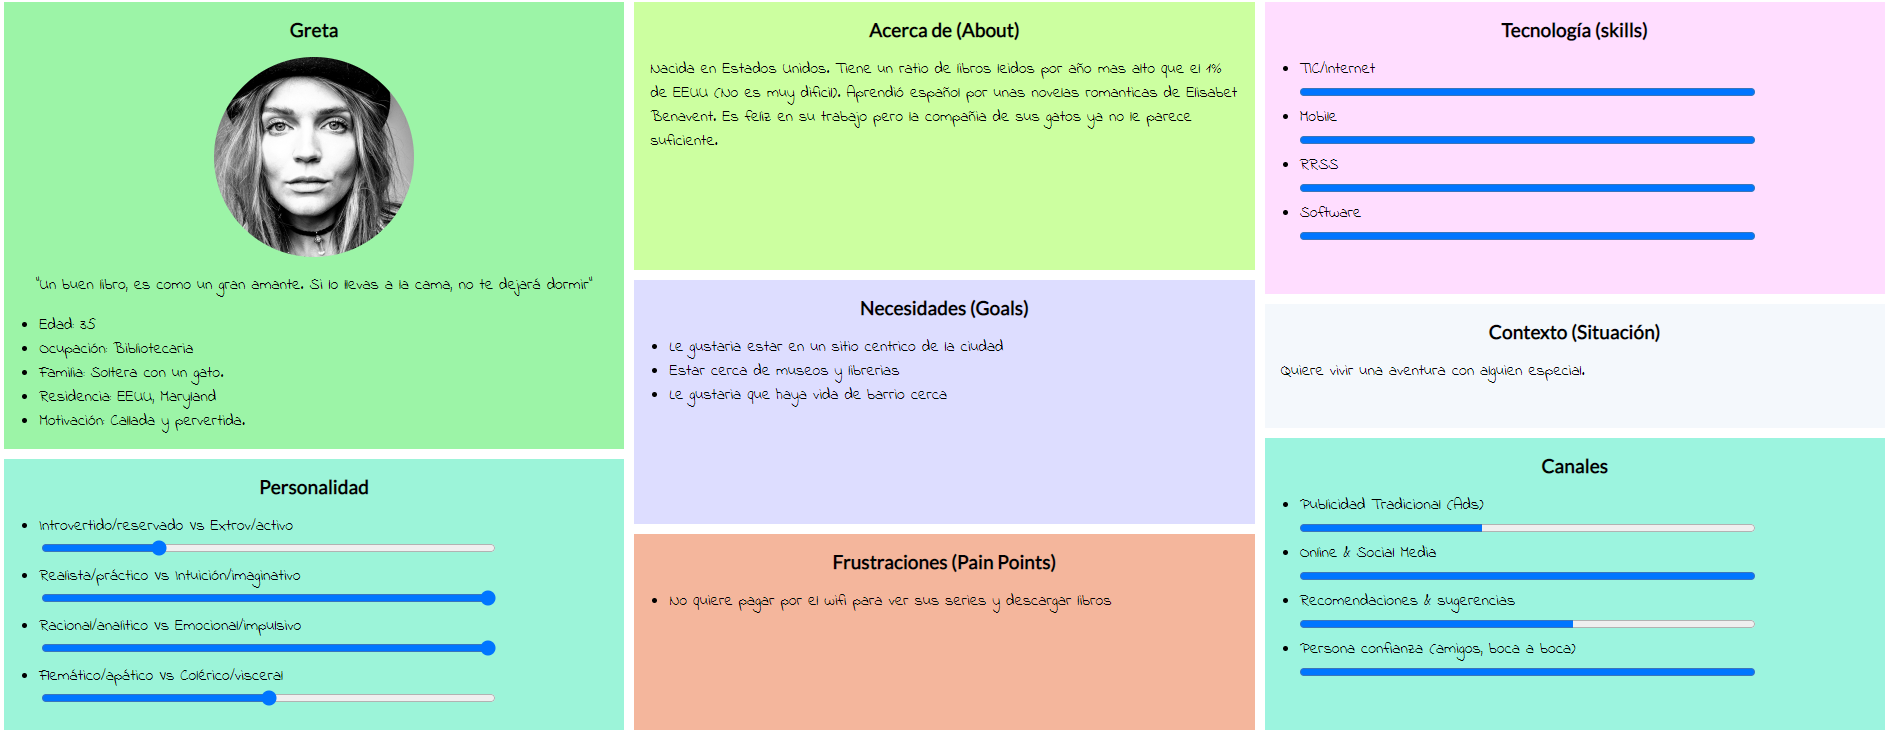 Greta
"Un buen libro, es como un gran amante. Si lo llevas a la cama, no te dejará dormir"
Edad: 35
Ocupación: Bibliotecaria
Familia: Soltera con un gato.
Residencia: EEUU, Maryland
Motivación: Callada y pervertida.
Personalidad
Introvertido/reservado Vs Extrov/activo
Realista/práctico Vs Intuición/imaginativo
Racional/analítico Vs Emocional/impulsivo
Flemático/apático Vs Colérico/visceral
Acerca de (About)
Nacida en Estados Unidos. Tiene un ratio de libros leidos por año mas alto que el 1%
de EEUU (No es muy dificil). Aprendió español por unas novelas romanticas de Elisabet
Benavent. Es feliz en su trabajo pero la compañia de sus gatos ya no le parece
suficiente.
Necesidades (Goals)
Le gustaria estar en un sitio centrico de la ciudad
Estar cerca de museos y librerias
Le gustaria que haya vida de barrio cerca
Frustraciones (Pain Points)
No quiere pagar por el wifi para ver sus series y descargar libros
Tecnología (skills)
TIC/Internet
Mobile
RRSS
Software
Contexto (Situación)
Quiere vivir una aventura con alguien especial.
Canales
Publicidad Tradicional (Ads)
Online & Social Media
Recomendaciones & sugerencias
Persona confianza (amigos, boca a boca)